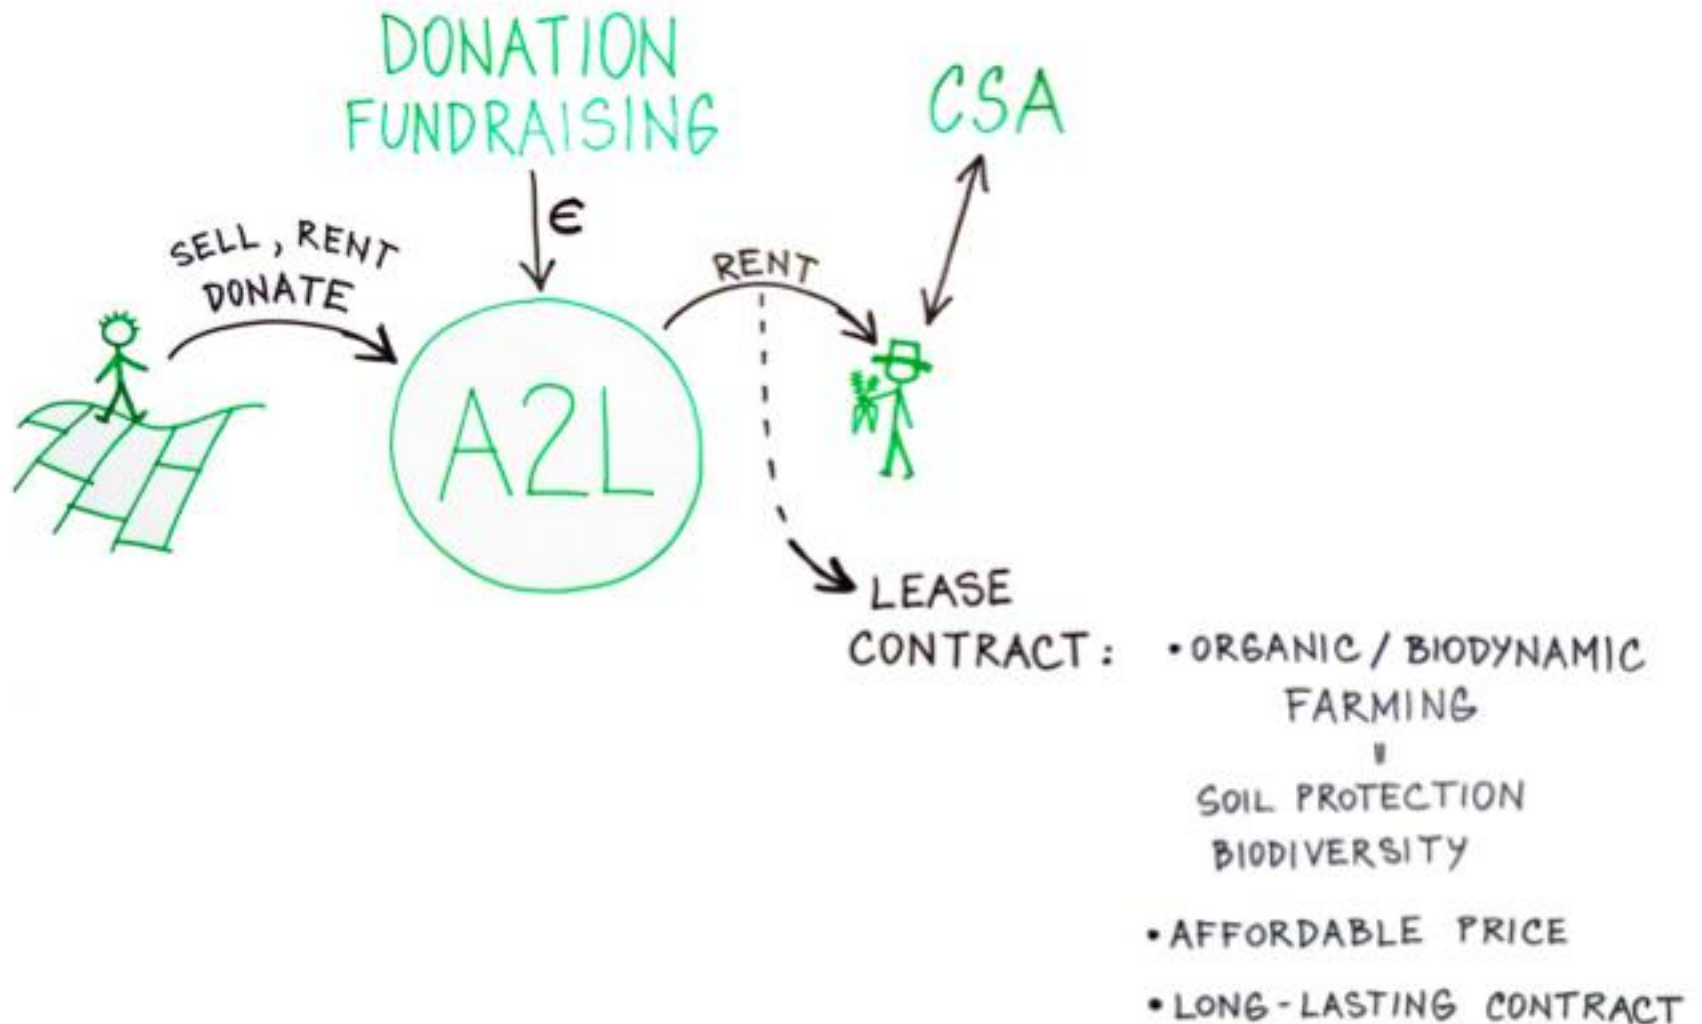 DONATION
FUNDRAISING
CSA
€
SELL, RENT
DONATE
RENT
A2L
LEASE
CONTRACT:
• ORGANIC / BIODYNAMIC
FARMING
SOIL PROTECTION
BIODIVERSITY
• AFFORDABLE PRICE
• LONG-LASTING CONTRACT